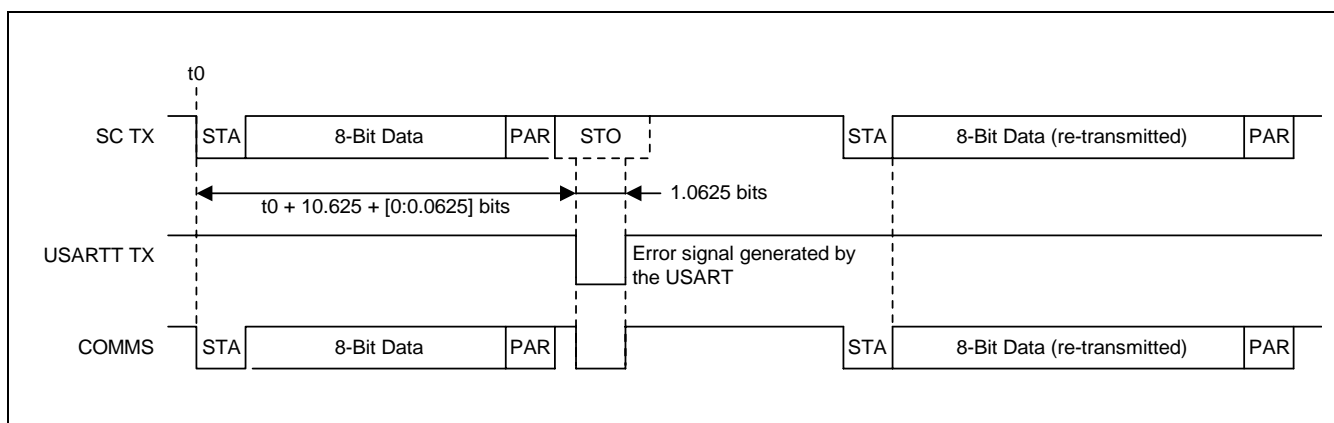 t0
SC TX STA 8-Bit Data PAR STO STA 8-Bit Data (re-transmitted) PAR
1.0625 bits
t0 + 10.625 + [0:0.0625] bits
USARTT TX
Error signal generated by
the USART
COMMS STA 8-Bit Data PAR STA 8-Bit Data (re-transmitted) PAR